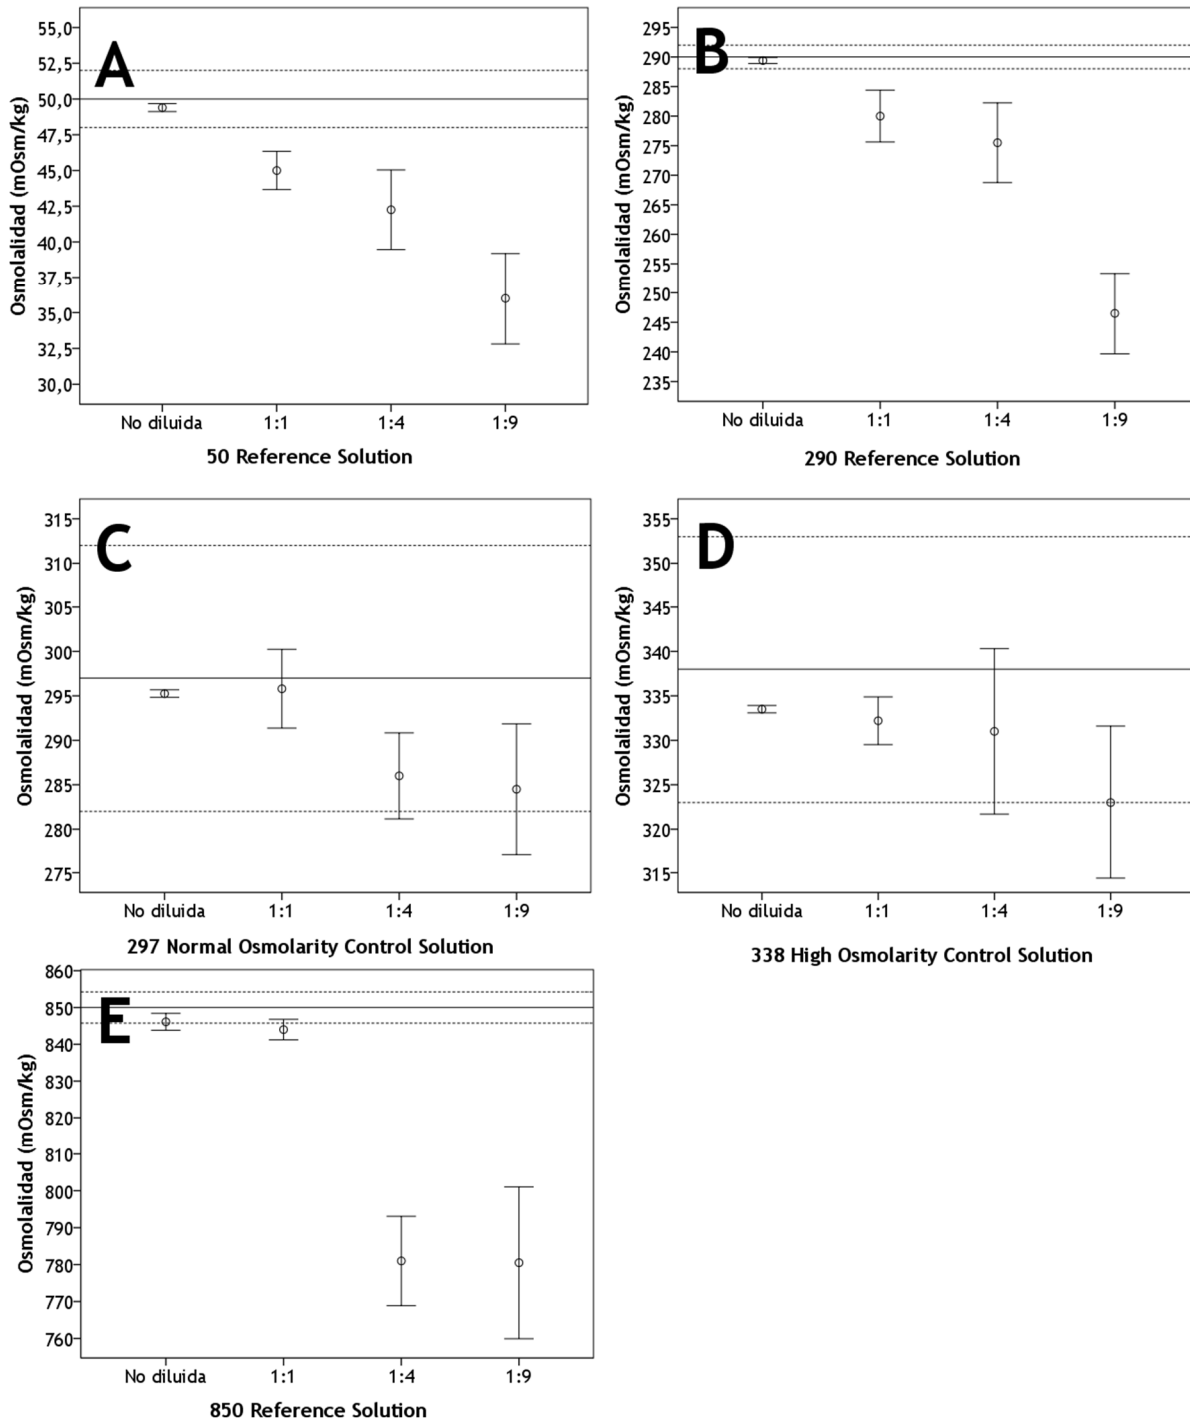 A
Osmolalidad (mOsm/kg)
55,0
52,5
50,0
47,5
45,0
42,5
40,0
37,5
35,0
32,5
30,0
No diluida 1:1 1:4 1:9
50 Reference Solution
B
Osmolalidad (mOsm/kg)
295
290
285
280
275
270
265
260
255
250
245
240
235
No diluida 1:1 1:4 1:9
290 Reference Solution
C
Osmolalidad (mOsm/kg)
315
310
305
300
295
290
285
280
275
No diluida 1:1 1:4 1:9
297 Normal Osmolarity Control Solution
D
Osmolalidad (mOsm/kg)
355
350
345
340
335
330
325
320
315
No diluida 1:1 1:4 1:9
338 High Osmolarity Control Solution
E
Osmolalidad (mOsm/kg)
860
850
840
830
820
810
800
790
780
770
760
No diluida 1:1 1:4 1:9
850 Reference Solution